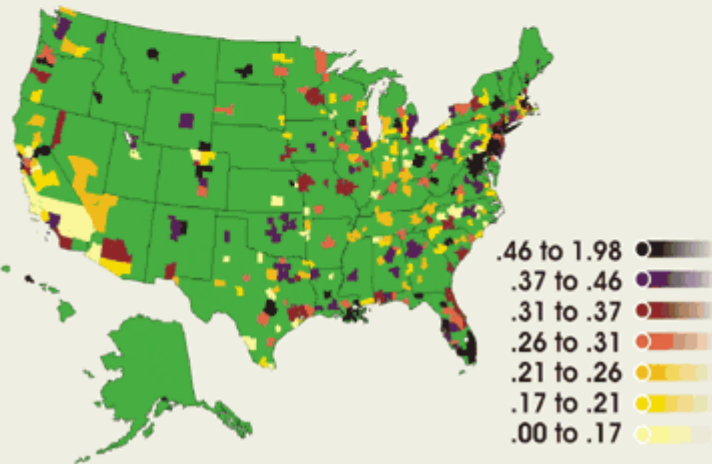 .46 to 1.98
.37 to .46
.31 to .37
.26 to .31
.21 to .26
.17 to .21
.00 to .17